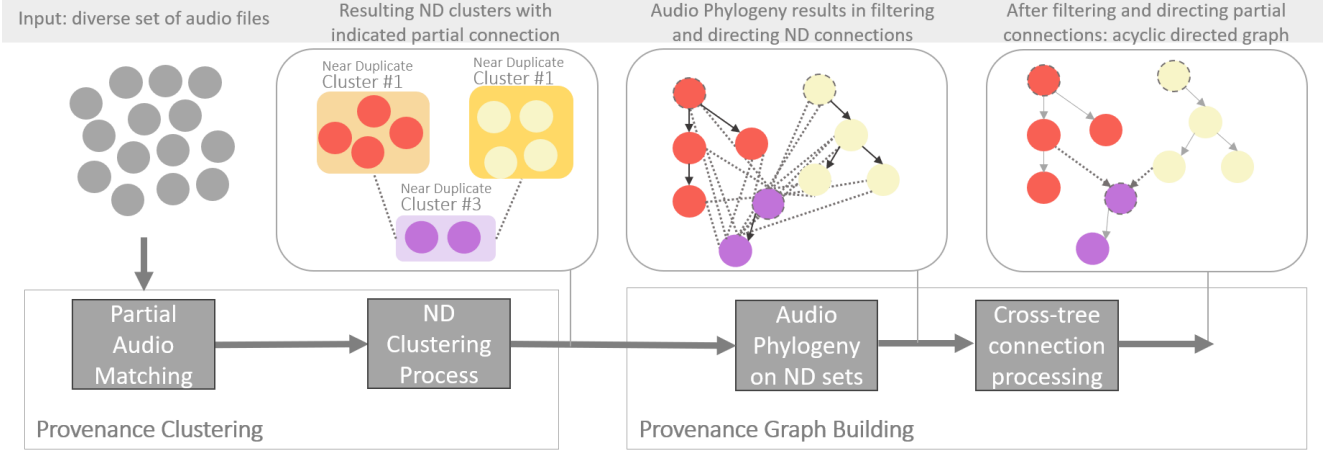 Input: diverse set of audio files
Resulting ND clusters with
indicated partial connection
Audio Phylogeny results in filtering
and directing ND connections
After filtering and directing partial
connections: acyclic directed graph
Near Duplicate
Cluster #1
Near Duplicate
Cluster #1
Near Duplicate
Cluster #3
Partial
Audio
Matching
ND
Clustering
Process
Audio
Phylogeny
on ND sets
Cross-tree
connection
processing
Provenance Clustering
Provenance Graph Building